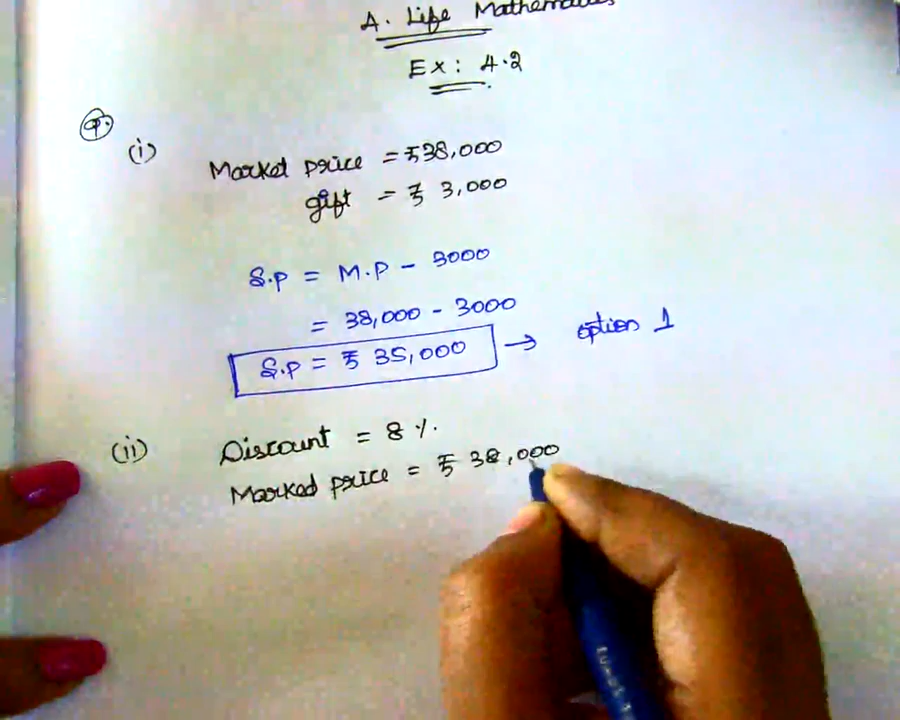 A. Life Mathematics
Ex: 4.2
9.
(i)
Market price = ₹38,000
gift = ₹ 3,000
S.P = M.P - 3000
= 38,000 - 3000
S.P = ₹ 35,000 → option 1
(ii) Discount = 8%.
Marked price = ₹ 38,000